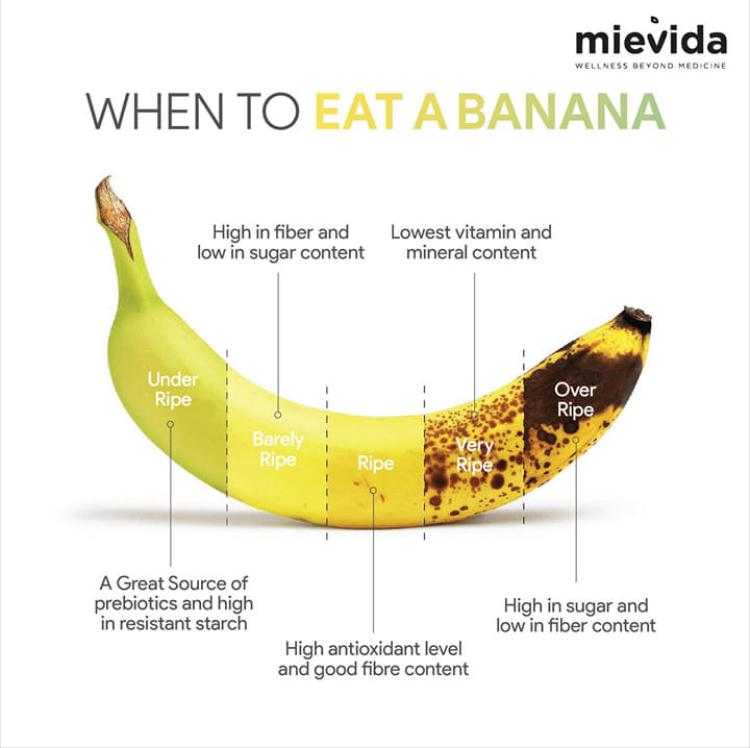 mievida
WELLNESS BEYOND MEDICINE
WHEN TO EAT A BANANA
High in fiber and
low in sugar content
Lowest vitamin and
mineral content
Under
Ripe
Barely
Ripe
Ripe
Very
Ripe
Over
Ripe
A Great Source of
prebiotics and high
in resistant starch
High antioxidant level
and good fibre content
High in sugar and
low in fiber content